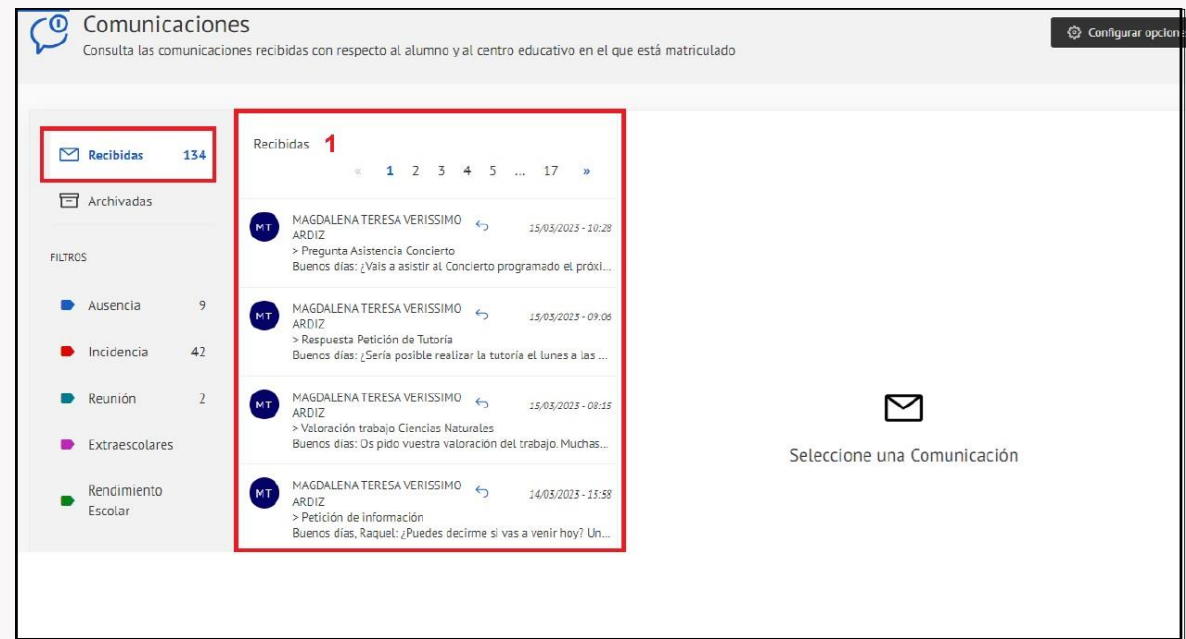 Comunicaciones
Consulta las comunicaciones recibidas con respecto al alumno y al centro educativo en el que está matriculado
Configurar opcione
Recibidas 134
Archivadas
FILTROS
Ausencia 9
Incidencia 42
Reunión 2
Extraescolares
Rendimiento
Escolar
Recibidas 1
« 1 2 3 4 5 ... 17 »
MT
MAGDALENA TERESA VERISSIMO 15/03/2023 - 10:28
ARDIZ
> Pregunta Asistencia Concierto
Buenos días: ¿Vais a asistir al Concierto programado el próxi...
MT
MAGDALENA TERESA VERISSIMO 15/03/2023 - 09:06
ARDIZ
> Respuesta Petición de Tutoría
Buenos días: ¿Sería posible realizar la tutoría el lunes a las ...
MT
MAGDALENA TERESA VERISSIMO 15/03/2023 - 08:15
ARDIZ
> Valoración trabajo Ciencias Naturales
Buenos días: Os pido vuestra valoración del trabajo. Muchas...
MT
MAGDALENA TERESA VERISSIMO 14/03/2023 - 15:58
ARDIZ
> Petición de información
Buenos días, Raquel: ¿Puedes decirme si vas a venir hoy? Un...
Seleccione una Comunicación